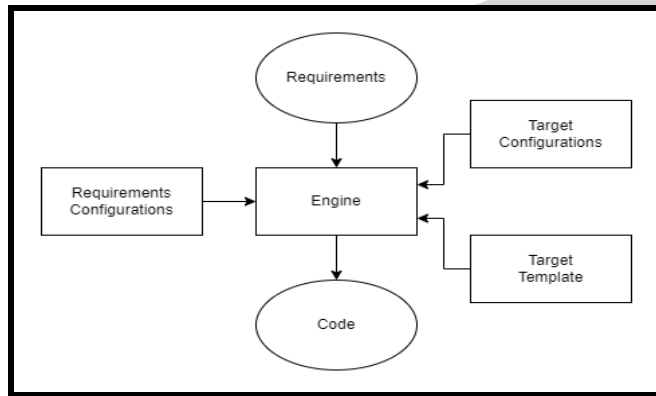 Requirements
Target
Configurations
Requirements
Configurations
Engine
Target
Template
Code